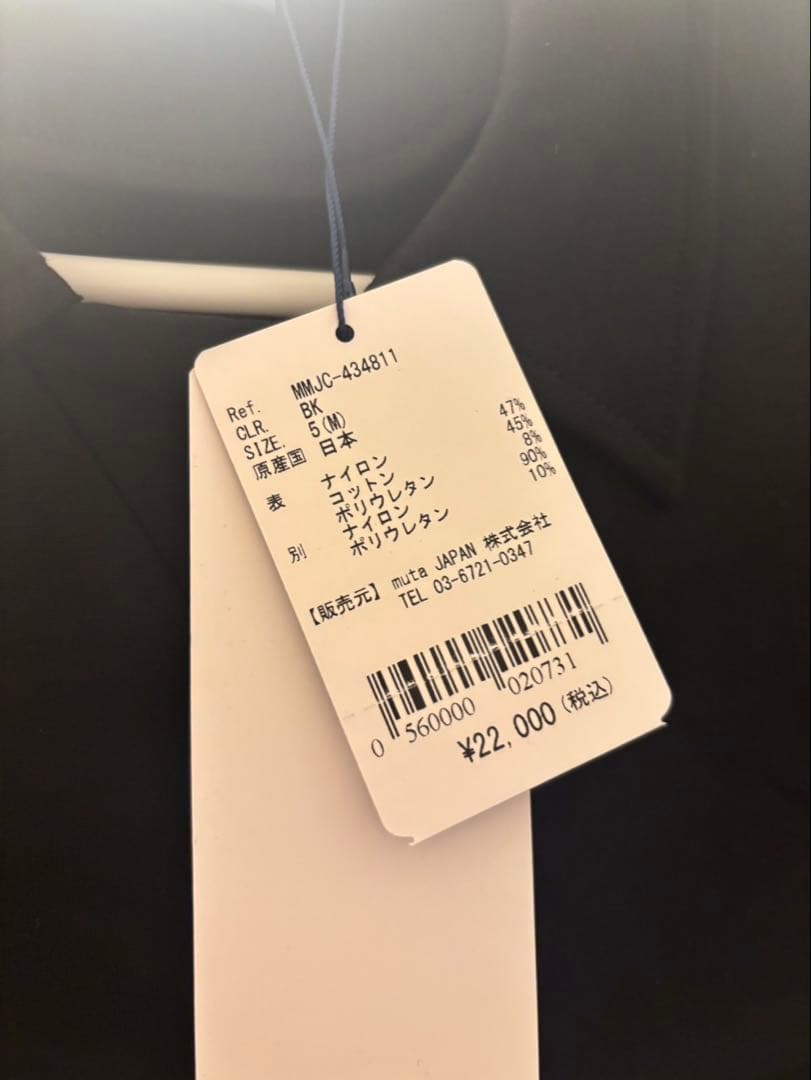 Ref. MMJC-434811
CLR. BK
SIZE. 5(M)
原産国 日本
表 ナイロン 47%
コットン 45%
ポリウレタン 8%
別 ナイロン 90%
ポリウレタン 10%
【販売元】 muta JAPAN 株式会社
TEL 03-6721-0347
0 560000 020731
¥22,000(税込)